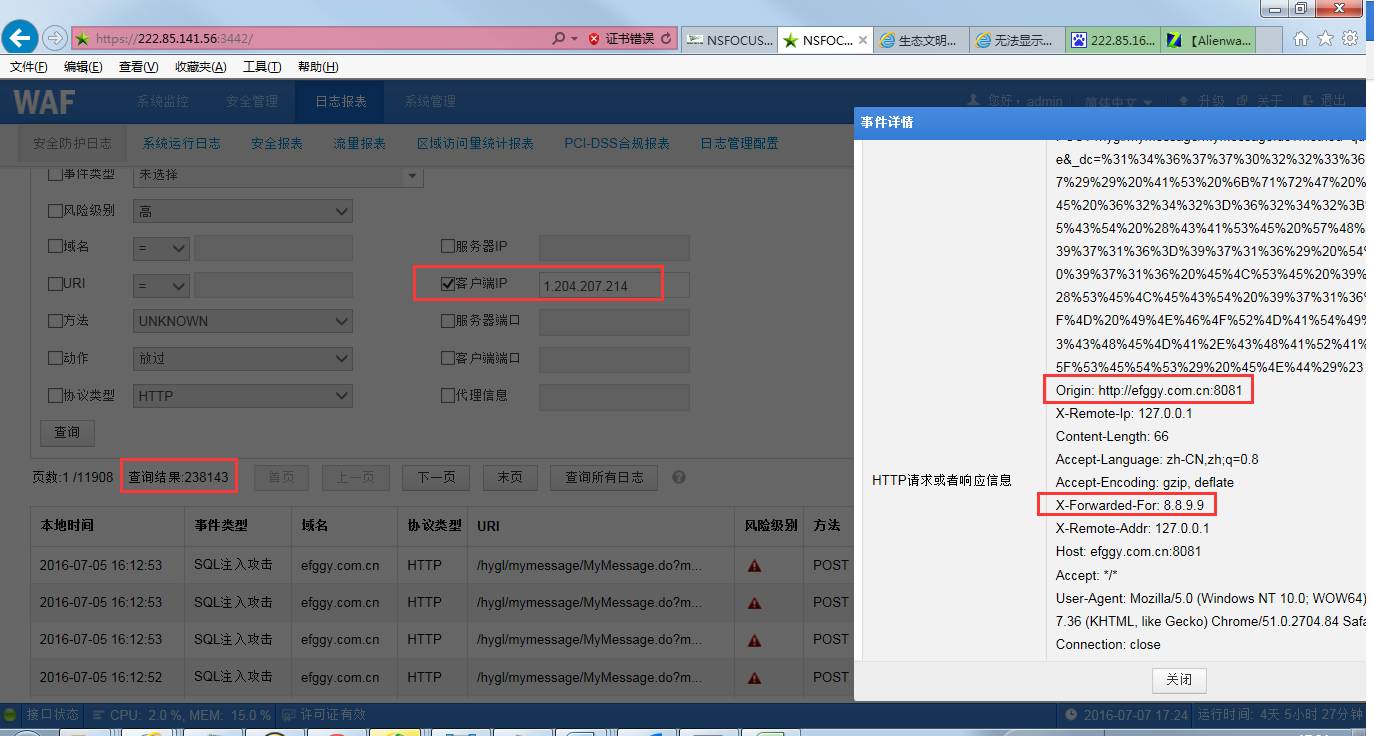 https://222.85.141.56:3442/
证书错误
NSFOCUS...
NSFOC...
生态文明...
无法显示...
222.85.16...
【Alienwa...
文件(F) 编辑(E) 查看(V) 收藏夹(A) 工具(T) 帮助(H)
WAF 系统监控 安全管理 日志报表 系统管理
您好，admin 简体中文 升级 关于 退出
安全防护日志 系统运行日志 安全报表 流量报表 区域访问量统计报表 PCI-DSS合规报表 日志管理配置
事件类型 未选择
风险级别 高
域名 = 服务器IP
URI = 客户端IP 1.204.207.214
方法 UNKNOWN 服务器端口
动作 放过 客户端端口
协议类型 HTTP 代理信息
查询
页数:1 /11908 查询结果:238143 首页 上一页 下一页 末页 查询所有日志
本地时间 事件类型 域名 协议类型 URI 风险级别 方法
2016-07-05 16:12:53 SQL注入攻击 efggy.com.cn HTTP /hygl/mymessage/MyMessage.do?m... POST
2016-07-05 16:12:53 SQL注入攻击 efggy.com.cn HTTP /hygl/mymessage/MyMessage.do?m... POST
2016-07-05 16:12:53 SQL注入攻击 efggy.com.cn HTTP /hygl/mymessage/MyMessage.do?m... POST
2016-07-05 16:12:52 SQL注入攻击 efggy.com.cn HTTP /hygl/mymessage/MyMessage.do?m... POST
事件详情
HTTP请求或者响应信息
e&_dc=%31%34%36%37%37%30%32%32%33%36
7%29%29%20%41%53%20%6B%71%72%47%20%
45%20%36%32%34%32%3D%36%32%34%32%3B
5%43%54%20%28%43%41%53%45%20%57%48%
39%37%31%36%3D%39%37%31%36%29%20%54
0%39%37%31%36%20%45%4C%53%45%20%39%
28%53%45%4C%45%43%54%20%39%37%31%36
F%4D%20%49%4E%46%4F%52%4D%41%54%49%
3%43%48%45%4D%41%2E%43%48%41%52%41%
5F%53%45%54%53%29%20%45%4E%44%29%23
Origin: http://efggy.com.cn:8081
X-Remote-Ip: 127.0.0.1
Content-Length: 66
Accept-Language: zh-CN,zh;q=0.8
Accept-Encoding: gzip, deflate
X-Forwarded-For: 8.8.9.9
X-Remote-Addr: 127.0.0.1
Host: efggy.com.cn:8081
Accept: */*
User-Agent: Mozilla/5.0 (Windows NT 10.0; WOW64)
7.36 (KHTML, like Gecko) Chrome/51.0.2704.84 Safa
Connection: close
关闭
接口状态 CPU: 2.0 %, MEM: 15.0 % 许可证有效 2016-07-07 17:24 运行时间: 4天 5小时 27分钟